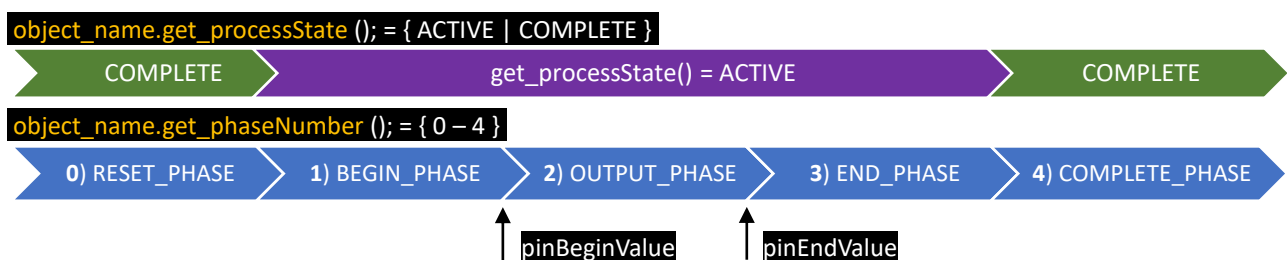 object_name.get_processState (); = { ACTIVE | COMPLETE }
COMPLETE get_processState() = ACTIVE COMPLETE
object_name.get_phaseNumber (); = { 0 – 4 }
0) RESET_PHASE 1) BEGIN_PHASE 2) OUTPUT_PHASE 3) END_PHASE 4) COMPLETE_PHASE
pinBeginValue pinEndValue